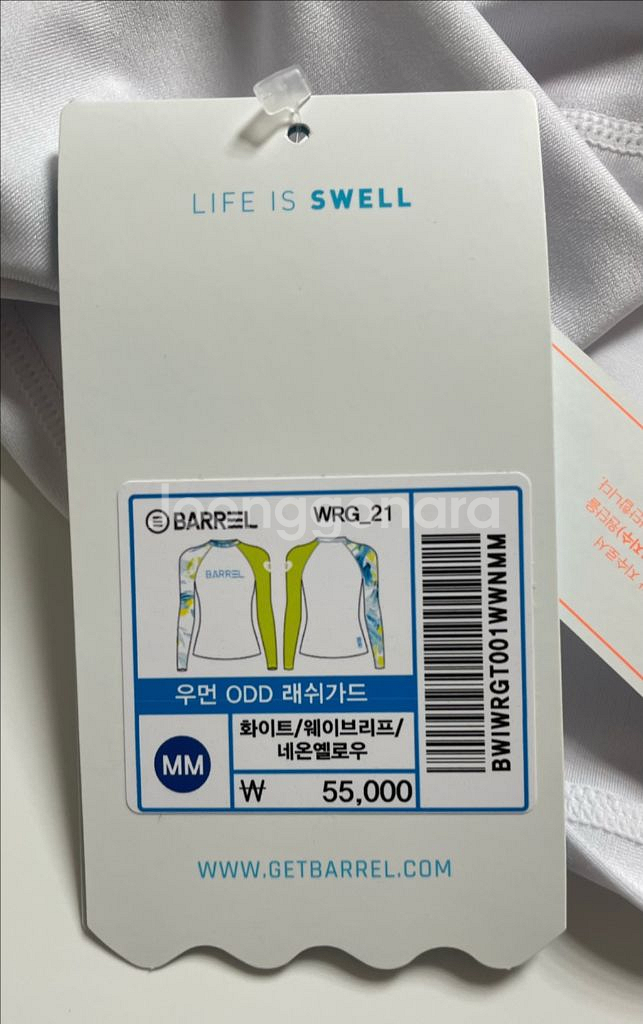 LIFE IS SWELL
BARREL WRG_21
BARREL
우먼 ODD 래쉬가드
MM
화이트/웨이브리프/
네온옐로우
₩ 55,000
BWIWRGT001WWNMM
WWW.GETBARREL.COM
joonggonara